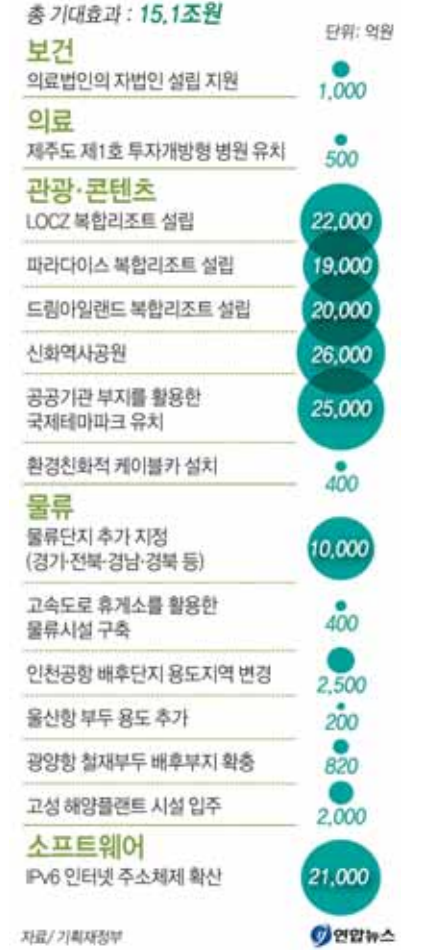 총 기대효과 : 15.1조원
단위: 억원
보건
의료법인의 자법인 설립 지원
1,000
의료
제주도 제1호 투자개방형 병원 유치
500
관광·콘텐츠
LOCZ 복합리조트 설립
22,000
파라다이스 복합리조트 설립
19,000
드림아일랜드 복합리조트 설립
20,000
신화역사공원
26,000
공공기관 부지를 활용한
국제테마파크 유치
25,000
환경친화적 케이블카 설치
400
물류
물류단지 추가 지정
(경기·전북·경남·경북 등)
10,000
고속도로 휴게소를 활용한
물류시설 구축
400
인천공항 배후단지 용도지역 변경
2,500
울산항 부두 용도 추가
200
광양항 철재부두 배후부지 확충
820
고성 해양플랜트 시설 입주
2,000
소프트웨어
IPv6 인터넷 주소체제 확산
21,000
자료/ 기획재정부
연합뉴스